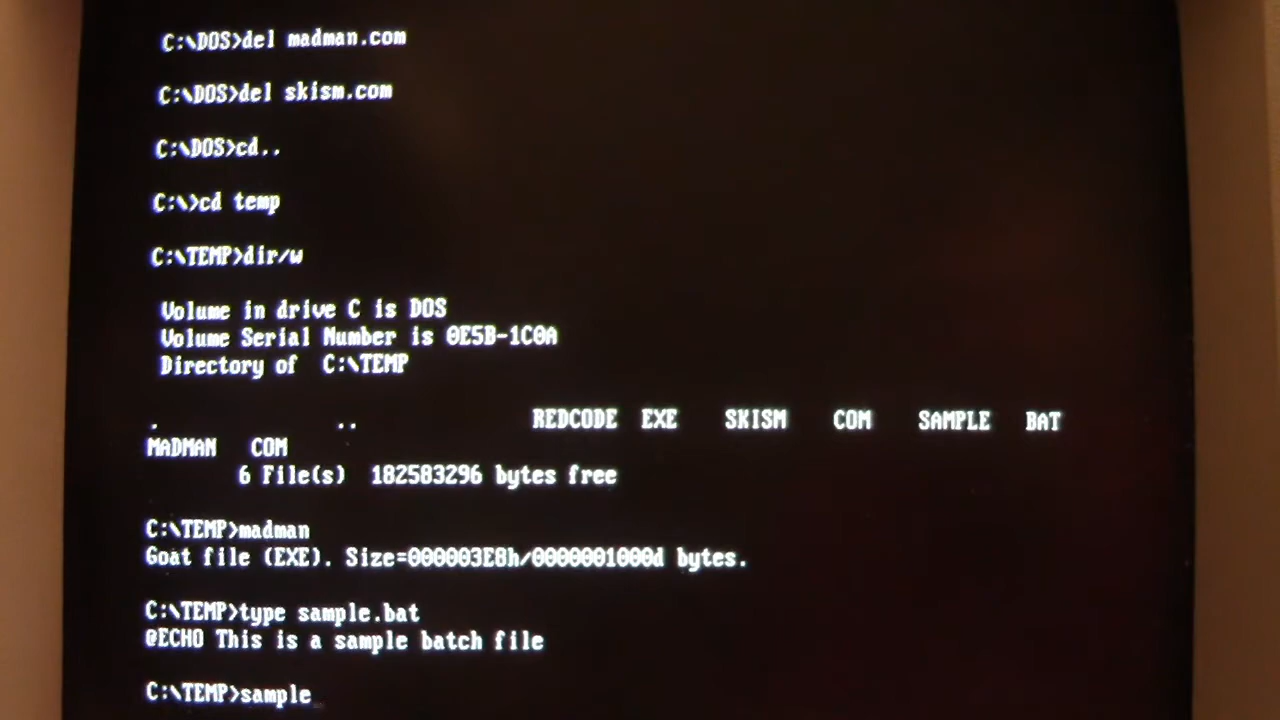 C:\DOS>del madman.com
C:\DOS>del skism.com
C:\DOS>cd..
C:\>cd temp
C:\TEMP>dir/w
Volume in drive C is DOS
Volume Serial Number is 0E5B-1C0A
Directory of C:\TEMP
. .. REDCODE EXE SKISM COM SAMPLE BAT
MADMAN COM
6 File(s) 182583296 bytes free
C:\TEMP>madman
Goat file (EXE). Size=000003E8h/0000001000d bytes.
C:\TEMP>type sample.bat
@ECHO This is a sample batch file
C:\TEMP>sample_